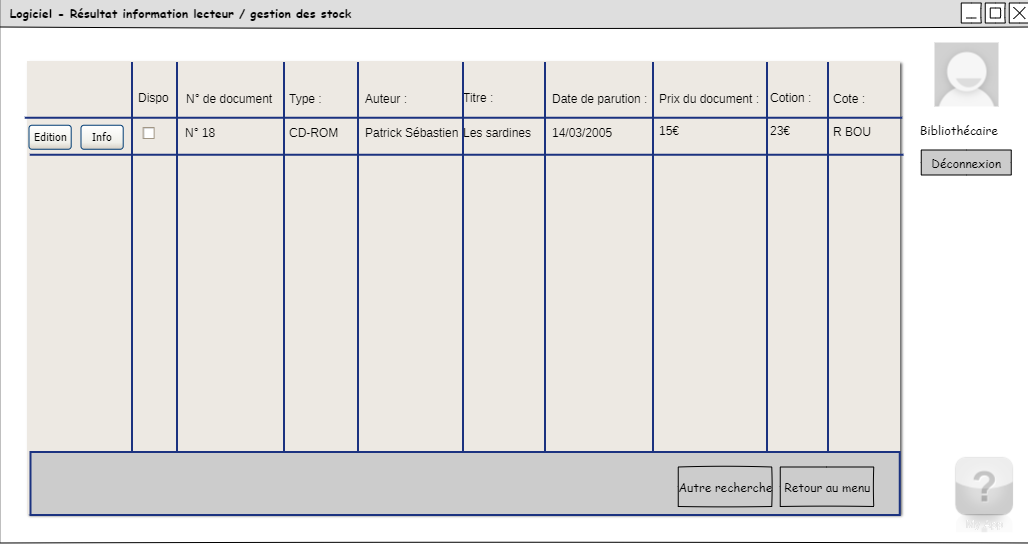 Logiciel - Résultat information lecteur / gestion des stock
Dispo N° de document Type : Auteur : Titre : Date de parution : Prix du document : Cotion : Cote :
Edition Info N° 18 CD-ROM Patrick Sébastien Les sardines 14/03/2005 15€ 23€ R BOU
Bibliothécaire
Déconnexion
Autre recherche Retour au menu
?